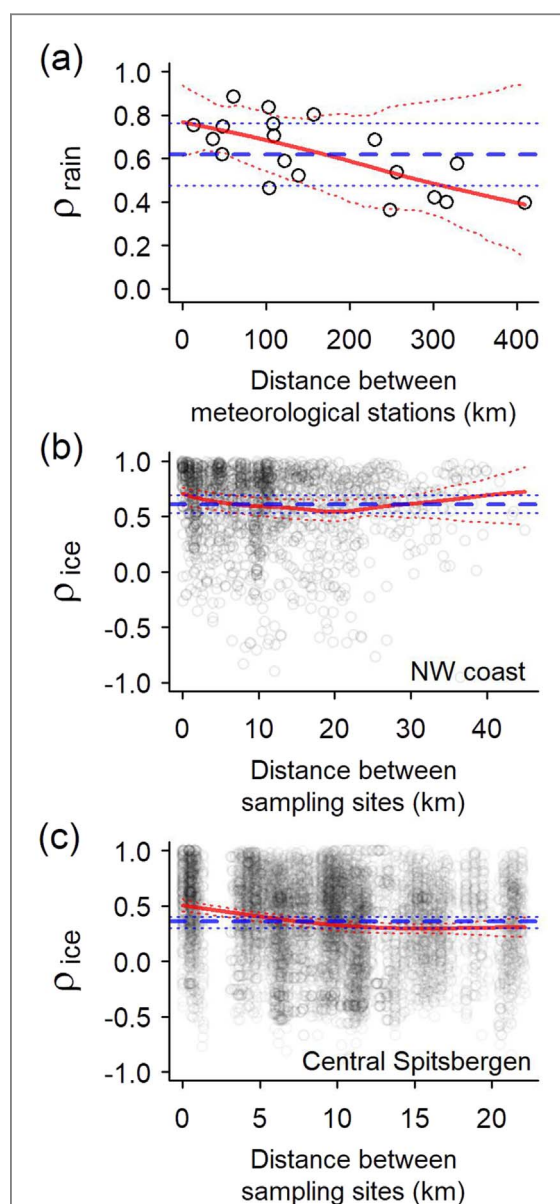 (a)
1.0
0.8
0.6
0.4
0.2
0.0
ρ rain
0 100 200 300 400
Distance between
meteorological stations (km)
(b)
1.0
0.5
0.0
-0.5
-1.0
ρ ice
NW coast
0 10 20 30 40
Distance between
sampling sites (km)
(c)
1.0
0.5
0.0
-0.5
-1.0
ρ ice
Central Spitsbergen
0 5 10 15 20
Distance between
sampling sites (km)